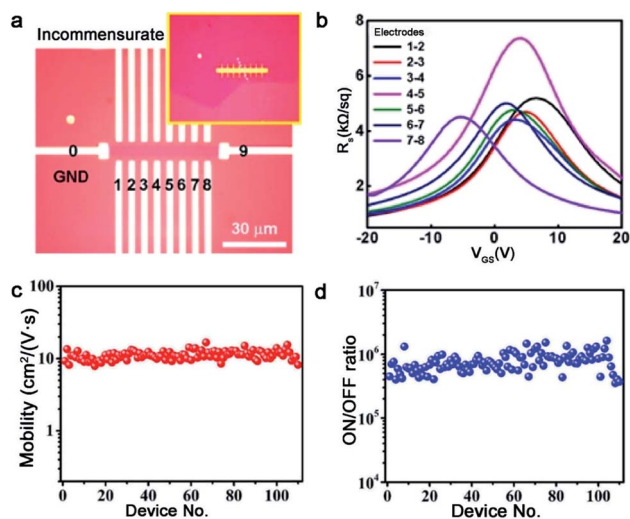 a
Incommensurate
0
GND
1 2 3 4 5 6 7 8
9
30 μm
b
Electrodes
1-2
2-3
3-4
4-5
5-6
6-7
7-8
8
6
4
2
Rs(kΩ/sq)
-20 -10 0 10 20
VGS(V)
c
100
10
1
Mobility (cm²/(V·s)
0 20 40 60 80 100
Device No.
d
10⁷
10⁶
10⁵
10⁴
ON/OFF ratio
0 20 40 60 80 100
Device No.